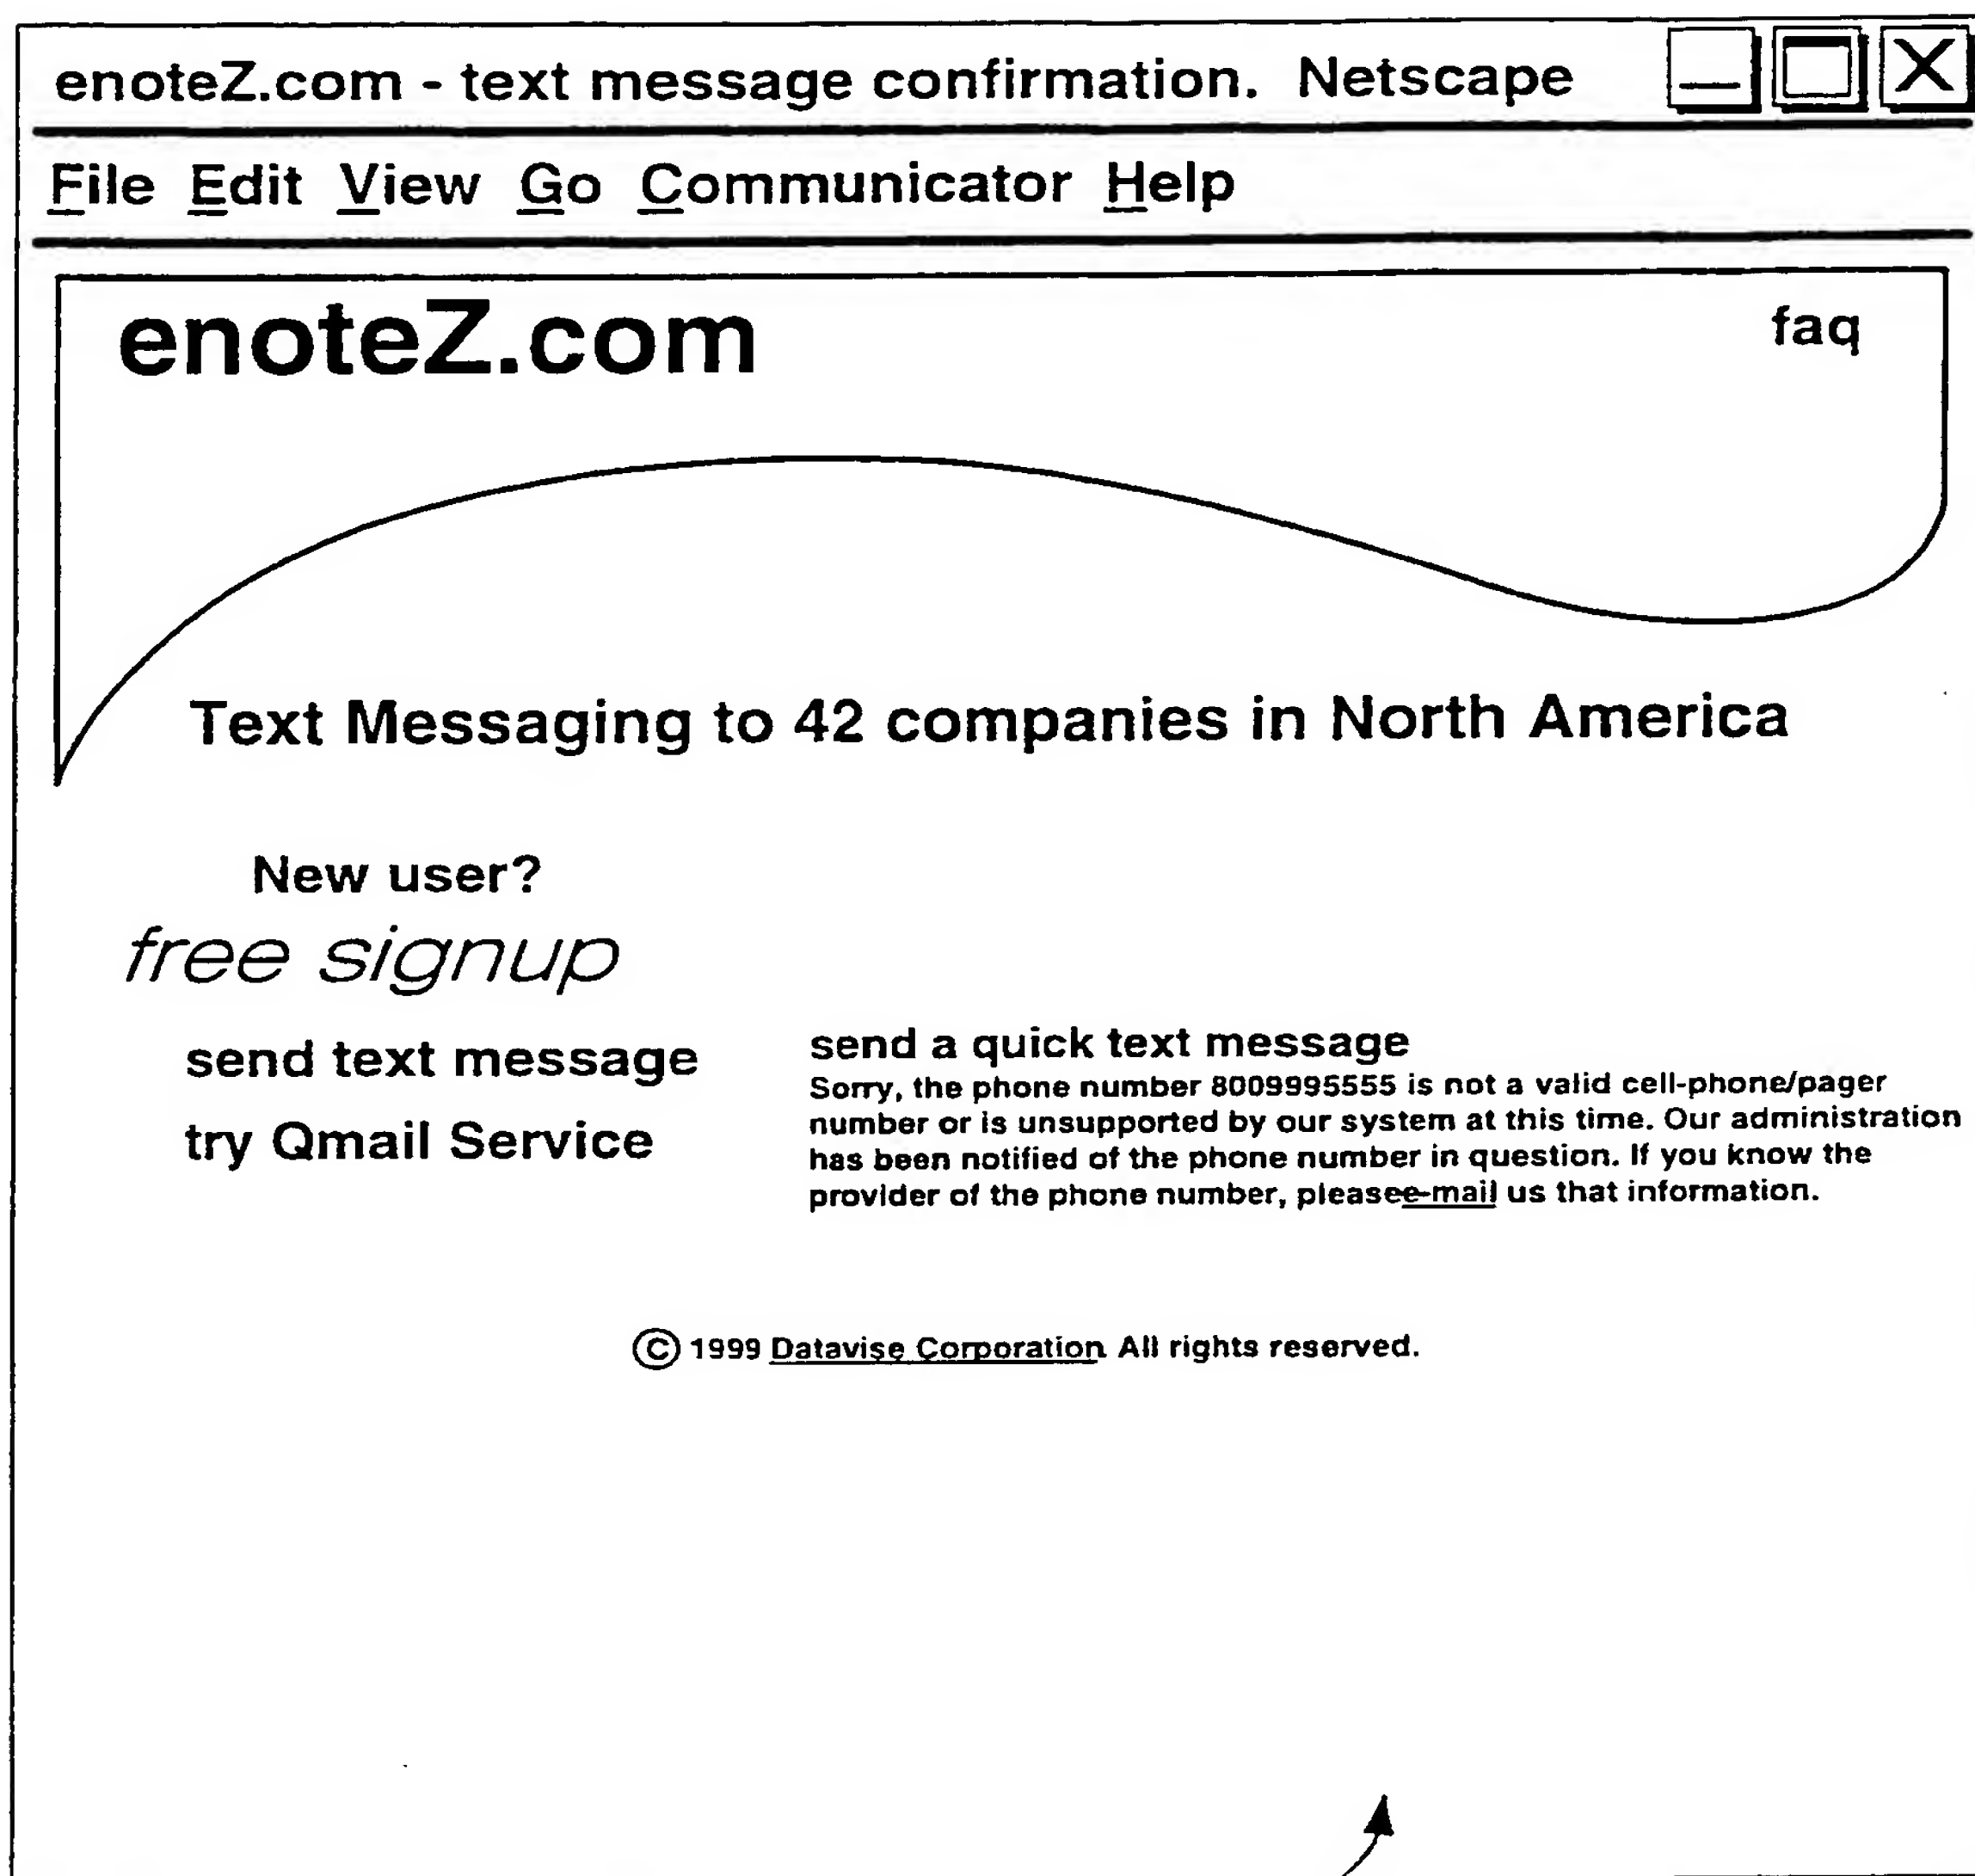 enoteZ.com - text message confirmation. Netscape
File Edit View Go Communicator Help
enoteZ.com
faq
Text Messaging to 42 companies in North America
New user?
free signup
send text message
try Qmail Service
send a quick text message
Sorry, the phone number 8009995555 is not a valid cell-phone/pager
number or is unsupported by our system at this time. Our administration
has been notified of the phone number in question. If you know the
provider of the phone number, pleasee-mail us that information.
© 1999 Datavise Corporation All rights reserved.